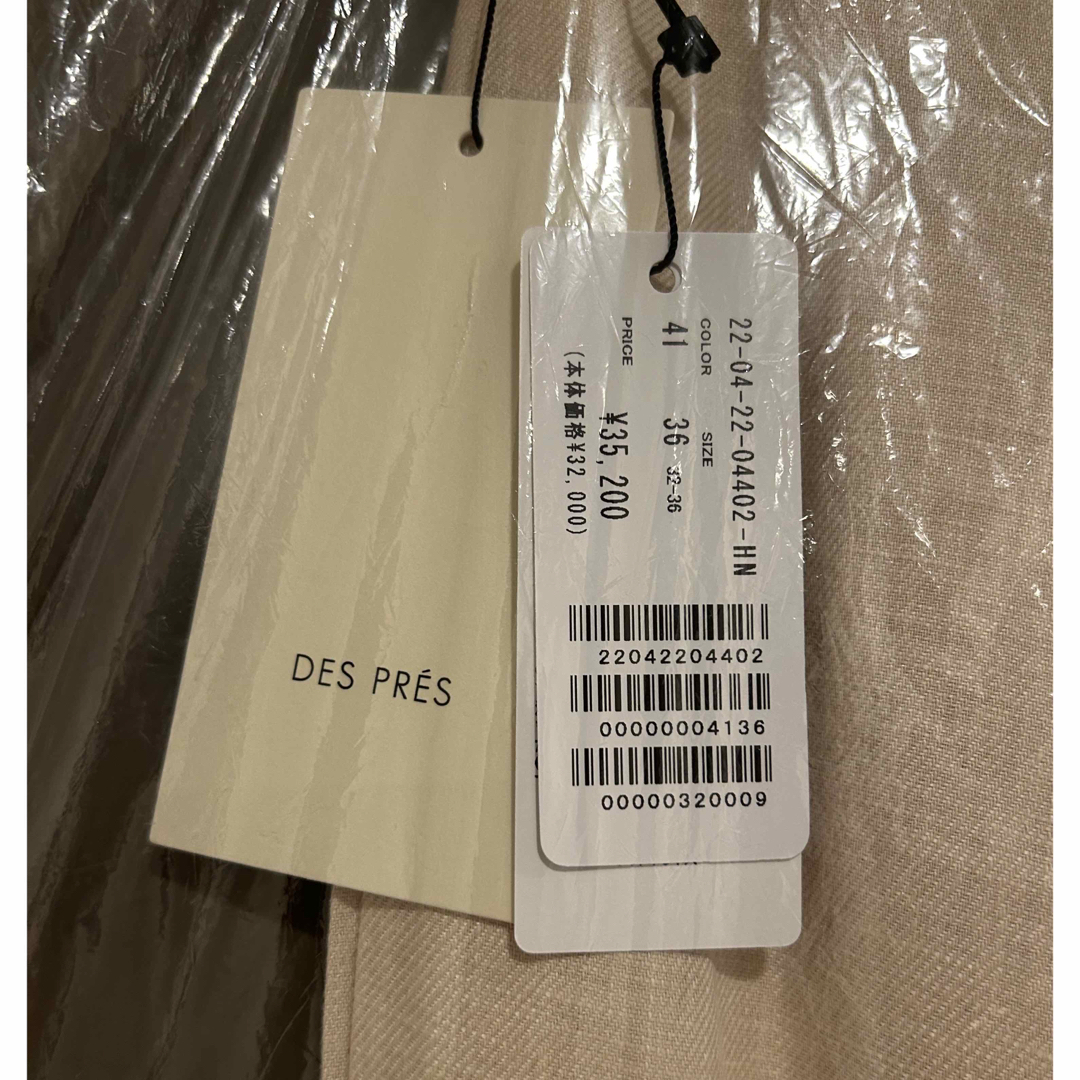 DES PRÉS
22-04-22-04402-HN
COLOR SIZE
41 36 32-36
PRICE
¥35,200
(本体価格¥32,000)
22042204402
00000004136
00000320009